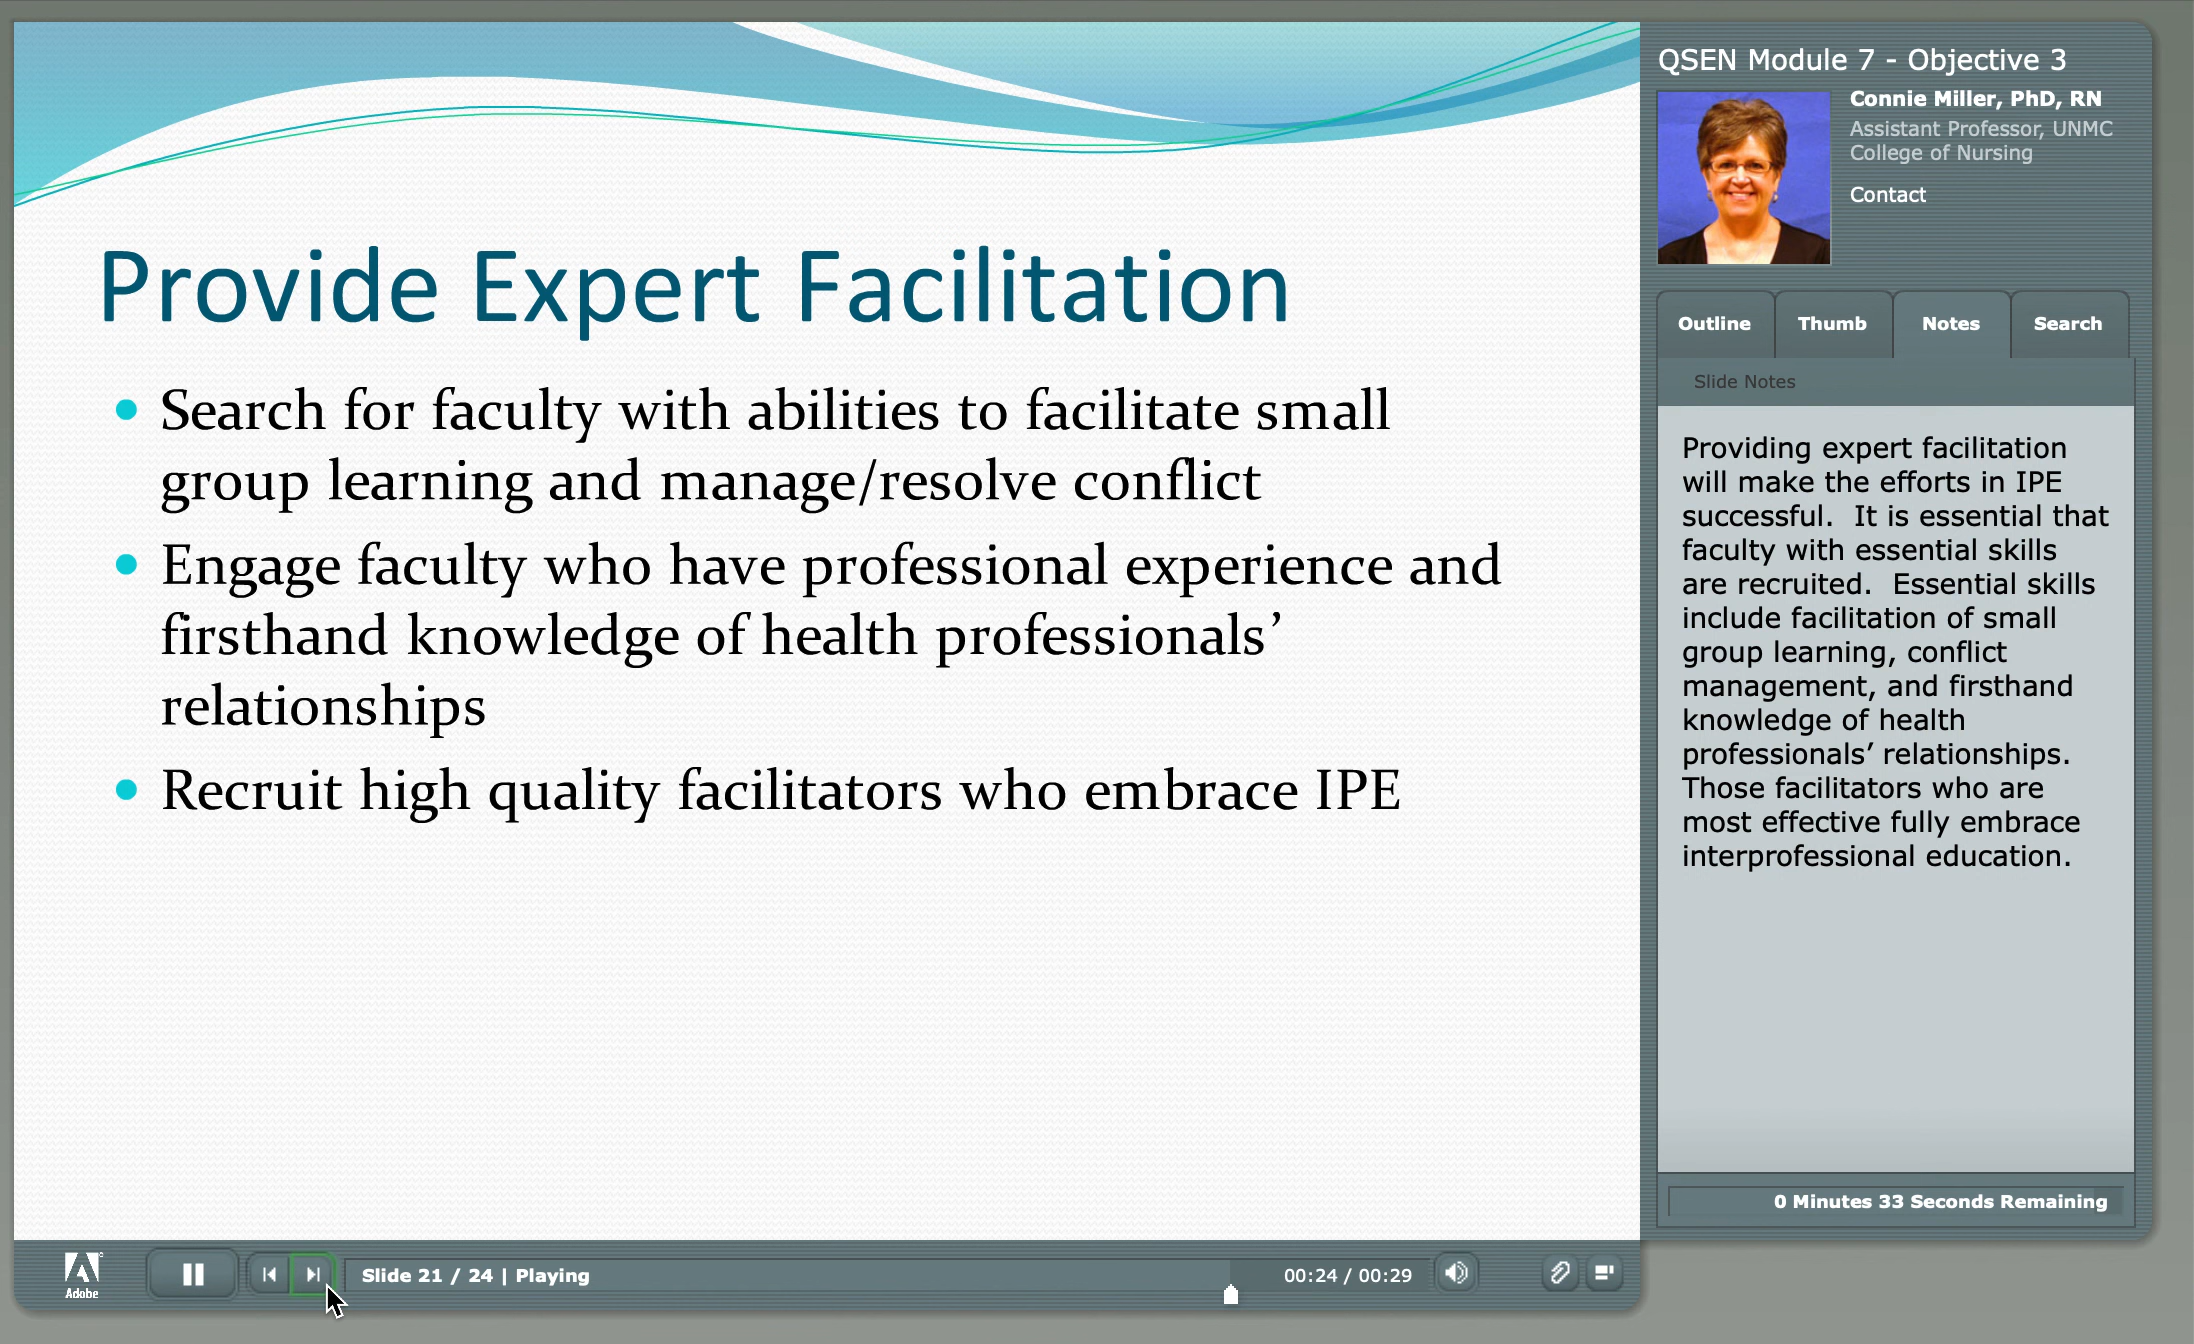 Provide Expert Facilitation
Search for faculty with abilities to facilitate small
group learning and manage/resolve conflict
Engage faculty who have professional experience and
firsthand knowledge of health professionals’
relationships
Recruit high quality facilitators who embrace IPE
QSEN Module 7 - Objective 3
Connie Miller, PhD, RN
Assistant Professor, UNMC
College of Nursing
Contact
Outline Thumb Notes Search
Slide Notes
Providing expert facilitation
will make the efforts in IPE
successful.  It is essential that
faculty with essential skills
are recruited.  Essential skills
include facilitation of small
group learning, conflict
management, and firsthand
knowledge of health
professionals’ relationships.
Those facilitators who are
most effective fully embrace
interprofessional education.
0 Minutes 33 Seconds Remaining
Adobe
Slide 21 / 24 | Playing
00:24 / 00:29